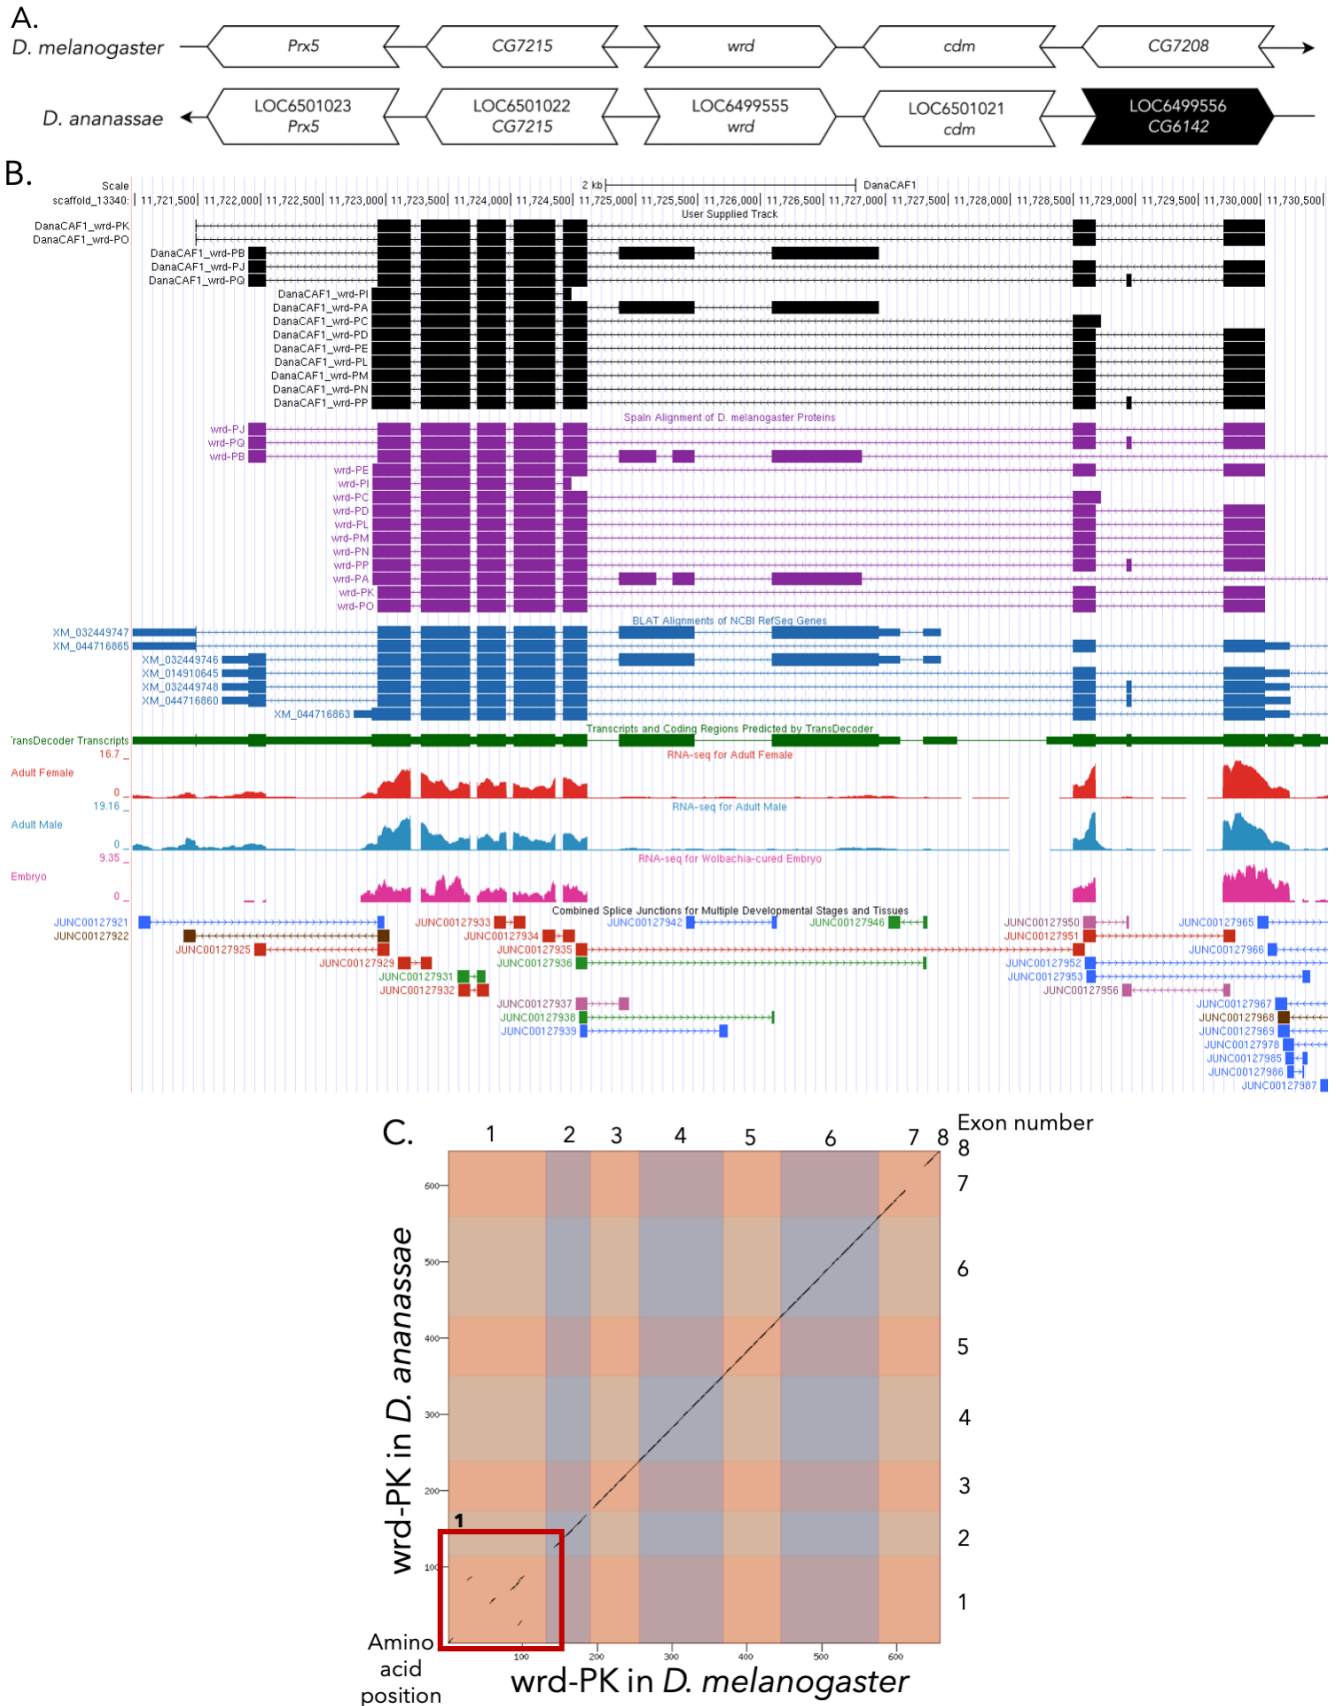 A.
D. melanogaster
Prx5
CG7215
wrd
cdm
CG7208
D. ananassae
LOC6501023
Prx5
LOC6501022
CG7215
LOC6499555
wrd
LOC6501021
cdm
LOC6499556
CG6142
B.
Scale 2 kb DanaCAF1
scaffold_13340: 11,721,500 11,722,000 11,722,500 11,723,000 11,723,500 11,724,000 11,724,500 11,725,000 11,725,500 11,726,000 11,726,500 11,727,000 11,727,500 11,728,000 11,728,500 11,729,000 11,729,500 11,730,000 11,730,500
User Supplied Track
DanaCAF1_wrd-PK
DanaCAF1_wrd-PO
DanaCAF1_wrd-PB
DanaCAF1_wrd-PJ
DanaCAF1_wrd-PQ
DanaCAF1_wrd-PI
DanaCAF1_wrd-PA
DanaCAF1_wrd-PC
DanaCAF1_wrd-PD
DanaCAF1_wrd-PE
DanaCAF1_wrd-PL
DanaCAF1_wrd-PM
DanaCAF1_wrd-PN
DanaCAF1_wrd-PP
Spaln Alignment of D. melanogaster Proteins
wrd-PJ
wrd-PQ
wrd-PB
wrd-PE
wrd-PI
wrd-PC
wrd-PD
wrd-PL
wrd-PM
wrd-PN
wrd-PP
wrd-PA
wrd-PK
wrd-PO
BLAT Alignments of NCBI RefSeq Genes
XM_032449747
XM_044716865
XM_032449746
XM_014910645
XM_032449748
XM_044716860
XM_044716863
Transcripts and Coding Regions Predicted by TransDecoder
TransDecoder Transcripts
RNA-seq for Adult Female
16.7
Adult Female
0
RNA-seq for Adult Male
19.16
Adult Male
0
RNA-seq for Wolbachia-cured Embryo
9.35
Embryo
0
Combined Splice Junctions for Multiple Developmental Stages and Tissues
JUNC00127921 JUNC00127933 JUNC00127942 JUNC00127946 JUNC00127950 JUNC00127965
JUNC00127922 JUNC00127934 JUNC00127951
JUNC00127925 JUNC00127935 JUNC00127966
JUNC00127929 JUNC00127936 JUNC00127952
JUNC00127931 JUNC00127953
JUNC00127932 JUNC00127956
JUNC00127937 JUNC00127967
JUNC00127938 JUNC00127968
JUNC00127939 JUNC00127969
JUNC00127978
JUNC00127985
JUNC00127986
JUNC00127987
C.
1 2 3 4 5 6 7 8
Exon number
8
7
6
5
4
3
2
1
wrd-PK in D. ananassae
600
500
400
300
200
100
1
Amino
acid
position
100 200 300 400 500 600
wrd-PK in D. melanogaster